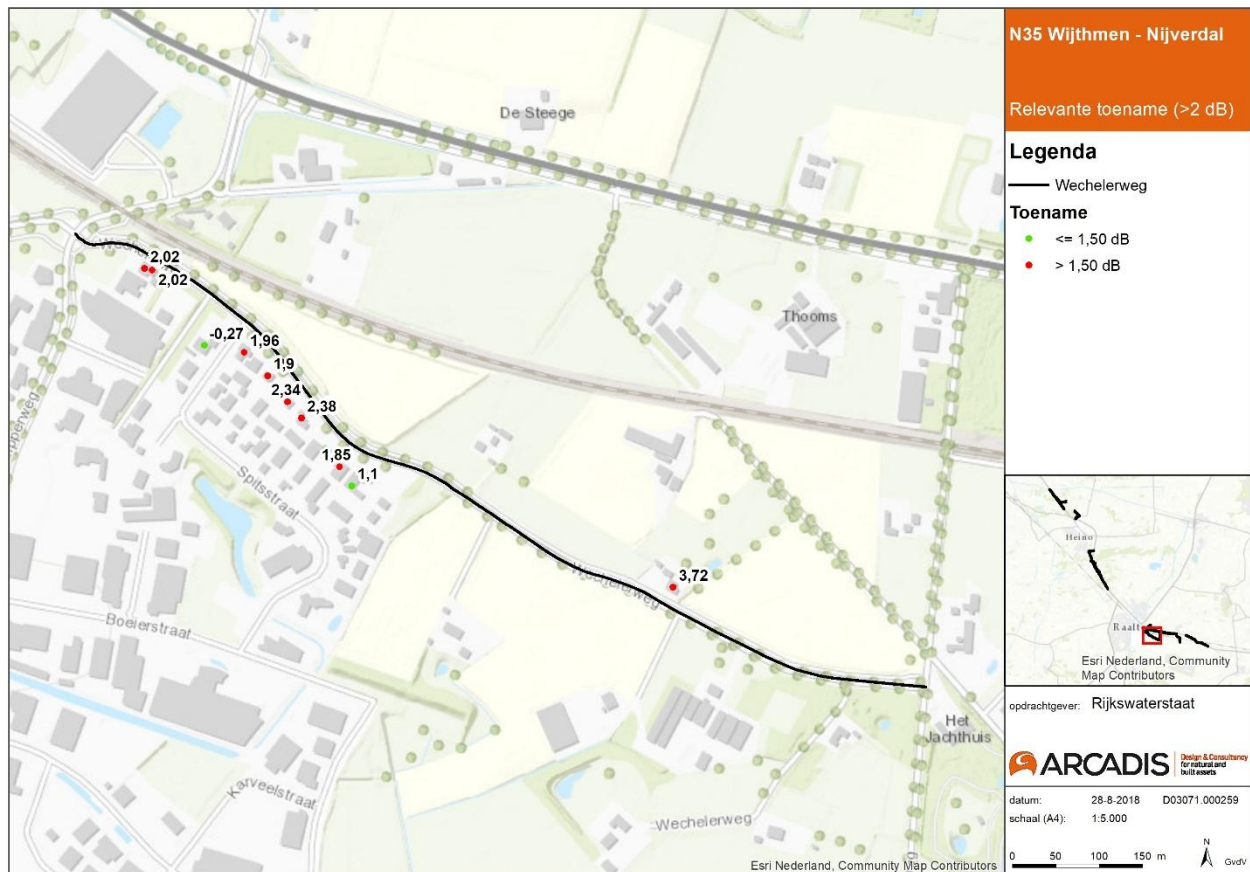 De Steege
Thooms
2,02
2,02
-0,27
1,96
1,9
2,34
2,38
1,85
1,1
Spitsstraat
3,72
Wechelerweg
Boeierstraat
Karveelstraat
Het
Jachthuis
Wechelerweg
Esri Nederland, Community Map Contributors
N35 Wijthmen - Nijverdal
Relevante toename (>2 dB)
Legenda
Wechelerweg
Toename
<= 1,50 dB
> 1,50 dB
Heino
Esri Nederland, Community
Map Contributors
opdrachtgever: Rijkswaterstaat
ARCADIS
Design & Consultancy
for natural and
built assets
datum: 28-8-2018 D03071.000259
schaal (A4): 1:5.000
0 50 100 150 m
N
GvdV